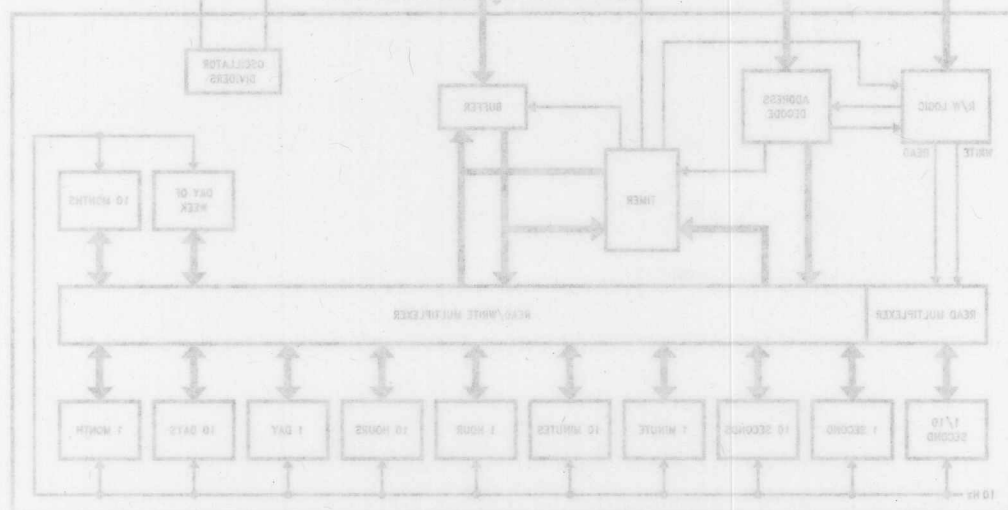 OSCILLATOR
DIVIDERS
BUFFER
ADDRESS
DECODE
R/W LOGIC
READ
WRITE
10 MONTHS
DAY OF
WEEK
TIMER
READ/WRITE MULTIPLEXER
READ MULTIPLEXER
1 MONTH
10 DAYS
1 DAY
10 HOURS
1 HOUR
10 MINUTES
1 MINUTE
10 SECONDS
1 SECOND
1/10
SECOND
10 Hz